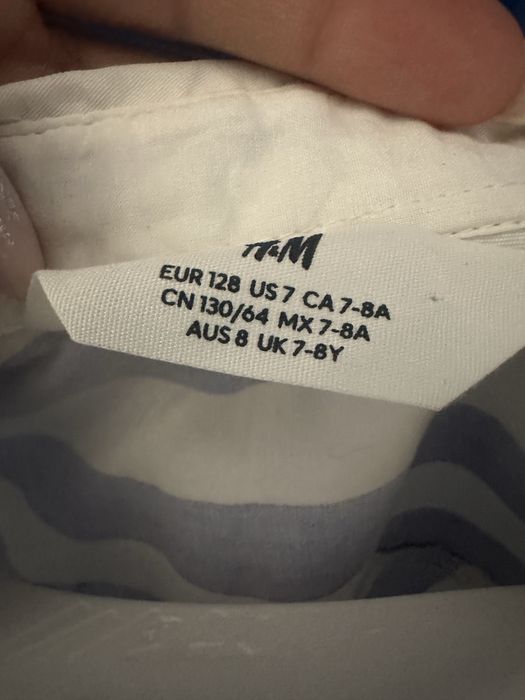 H&M
EUR 128 US 7 CA 7-8A
CN 130/64 MX 7-8A
AUS 8 UK 7-8Y